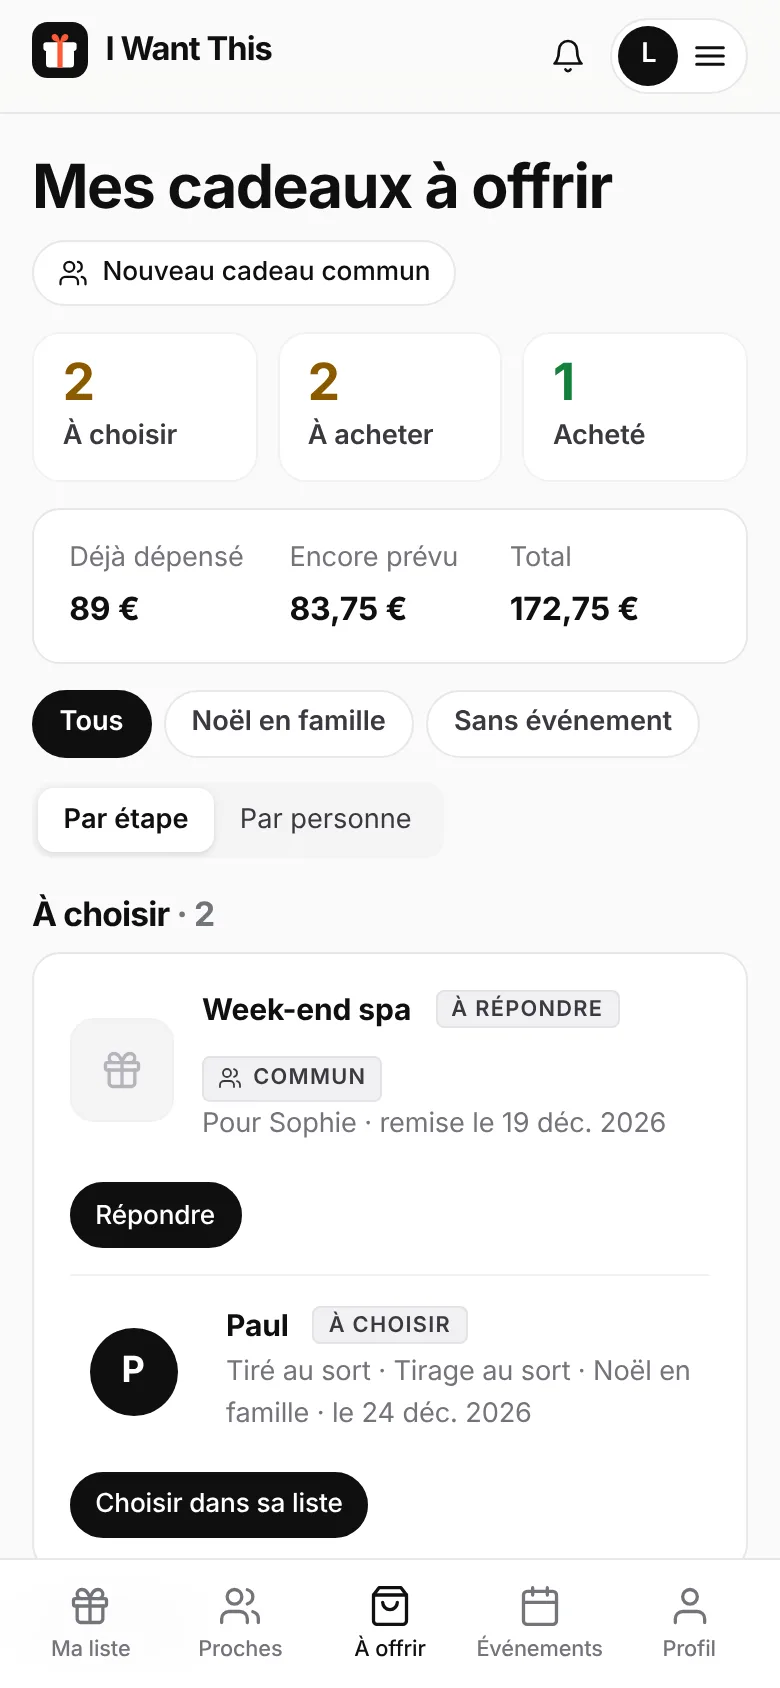 I Want This
L
Mes cadeaux à offrir
Nouveau cadeau commun
2
À choisir
2
À acheter
1
Acheté
Déjà dépensé
89 €
Encore prévu
83,75 €
Total
172,75 €
Tous
Noël en famille
Sans événement
Par étape
Par personne
À choisir · 2
Week-end spa
À RÉPONDRE
COMMUN
Pour Sophie · remise le 19 déc. 2026
Répondre
P
Paul
À CHOISIR
Tiré au sort · Tirage au sort · Noël en
famille · le 24 déc. 2026
Choisir dans sa liste
Ma liste
Proches
À offrir
Événements
Profil